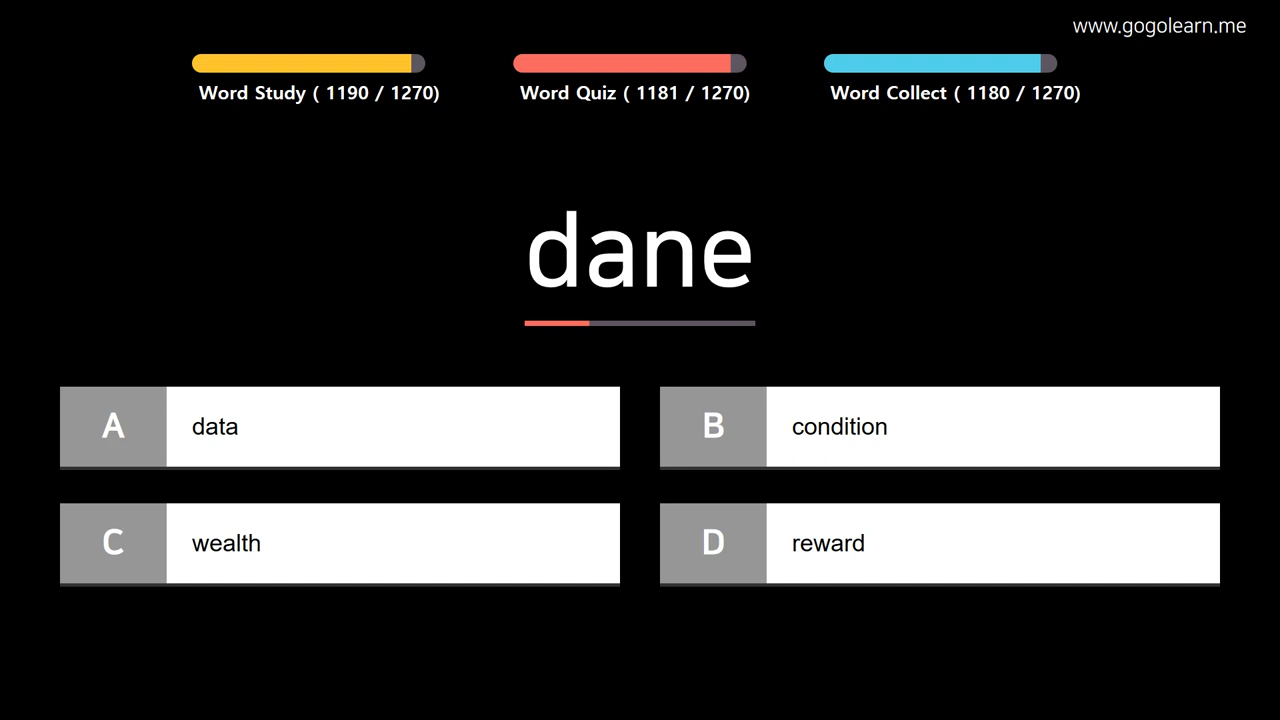 www.gogolearn.me
Word Study ( 1190 / 1270)
Word Quiz ( 1181 / 1270)
Word Collect ( 1180 / 1270)
dane
A data
B condition
C wealth
D reward